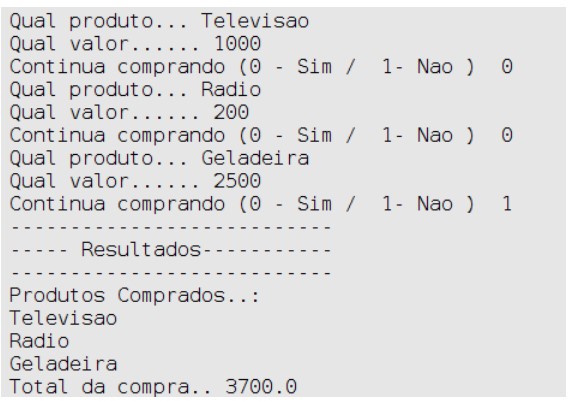 Qual produto... Televisao
Qual valor...... 1000
Continua comprando (0 - Sim /  1- Nao )  0
Qual produto... Radio
Qual valor...... 200
Continua comprando (0 - Sim /  1- Nao )  0
Qual produto... Geladeira
Qual valor...... 2500
Continua comprando (0 - Sim /  1- Nao )  1
---------------------------
----- Resultados-----------
---------------------------
Produtos Comprados..:
Televisao
Radio
Geladeira
Total da compra.. 3700.0